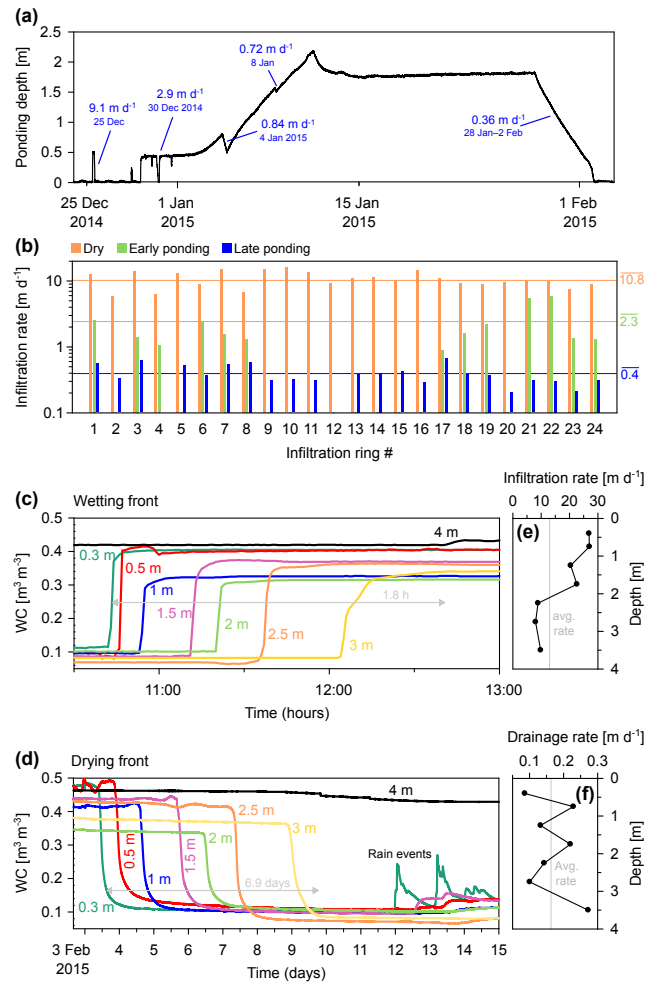 (a)
Ponding depth [m]
2.5
2
1.5
1
0.5
0
9.1 m d⁻¹
25 Dec
2.9 m d⁻¹
30 Dec 2014
0.72 m d⁻¹
8 Jan
0.84 m d⁻¹
4 Jan 2015
0.36 m d⁻¹
28 Jan–2 Feb
25 Dec 1 Jan 15 Jan 1 Feb
2014 2015 2015 2015
(b)
Dry Early ponding Late ponding
Infiltration rate [m d⁻¹]
10
1
0.1
10.8
2.3
0.4
1 2 3 4 5 6 7 8 9 10 11 12 13 14 15 16 17 18 19 20 21 22 23 24
Infiltration ring #
(c) Wetting front
WC [m³ m⁻³]
0.5
0.4
0.3
0.2
0.1
0.3 m
0.5 m
1 m
1.5 m
2 m
2.5 m
3 m
4 m
1.8 h
11:00 12:00 13:00
Time (hours)
Infiltration rate [m d⁻¹]
0 10 20 30
(e)
avg.
rate
0
1
2
3
4
Depth [m]
(d) Drying front
WC [m³ m⁻³]
0.5
0.4
0.3
0.2
0.1
0.3 m
0.5 m
1 m
1.5 m
2 m
2.5 m
3 m
4 m
6.9 days
Rain events
3 Feb 4 5 6 7 8 9 10 11 12 13 14 15
2015
Time (days)
Drainage rate [m d⁻¹]
0.1 0.2 0.3
(f)
Avg.
rate
0
1
2
3
4
Depth [m]